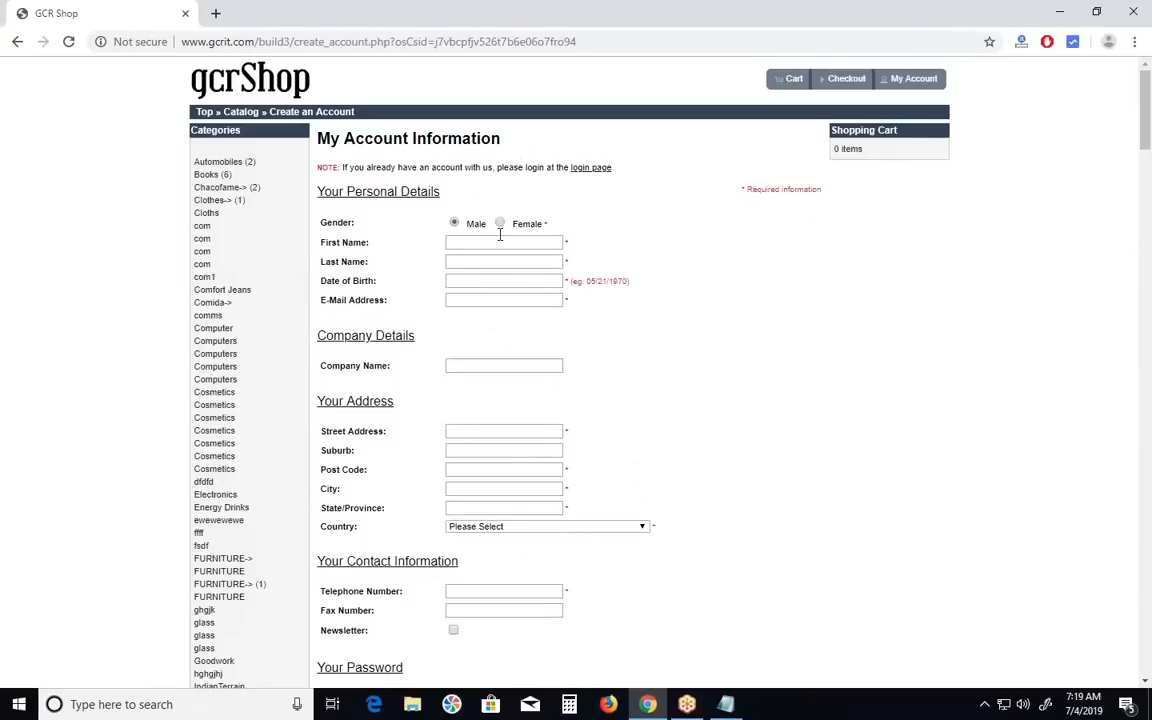 GCR Shop
Not secure
www.gcrit.com/build3/create_account.php?osCsid=j7vbcpfjv526t7b6e06o7fro94
gcrShop
Cart
Checkout
My Account
Top » Catalog » Create an Account
Categories
Automobiles (2)
Books (6)
Chacofame-> (2)
Clothes-> (1)
Cloths
com
com
com
com
com1
Comfort Jeans
Comida->
comms
Computer
Computers
Computers
Computers
Computers
Cosmetics
Cosmetics
Cosmetics
Cosmetics
Cosmetics
Cosmetics
Cosmetics
dfdfd
Electronics
Energy Drinks
ewewewewe
ffff
fsdf
FURNITURE->
FURNITURE
FURNITURE-> (1)
FURNITURE
ghgjk
glass
glass
glass
Goodwork
hghgjhj
IndianTerrain
My Account Information
NOTE: If you already have an account with us, please login at the login page.
Your Personal Details
* Required information
Gender: Male Female *
First Name: *
Last Name: *
Date of Birth: * (eg. 05/21/1970)
E-Mail Address: *
Company Details
Company Name:
Your Address
Street Address: *
Suburb:
Post Code: *
City: *
State/Province: *
Country: Please Select *
Your Contact Information
Telephone Number: *
Fax Number:
Newsletter:
Your Password
Shopping Cart
0 items
Type here to search
7:19 AM
7/4/2019
5